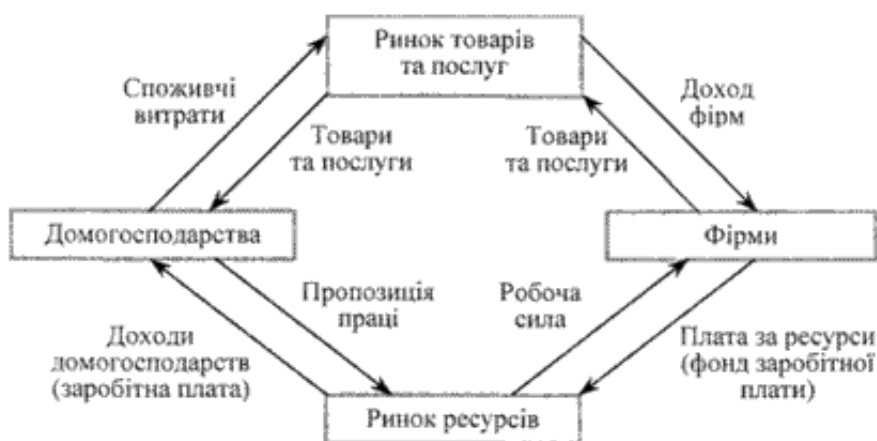 Ринок товарів
та послуг
Споживчі
витрати
Доход
фірм
Товари
та послуги
Товари
та послуги
Домогосподарства
Фірми
Пропозиція
праці
Робоча
сила
Доходи
домогосподарств
(заробітна плата)
Плата за ресурси
(фонд заробітної
плати)
Ринок ресурсів